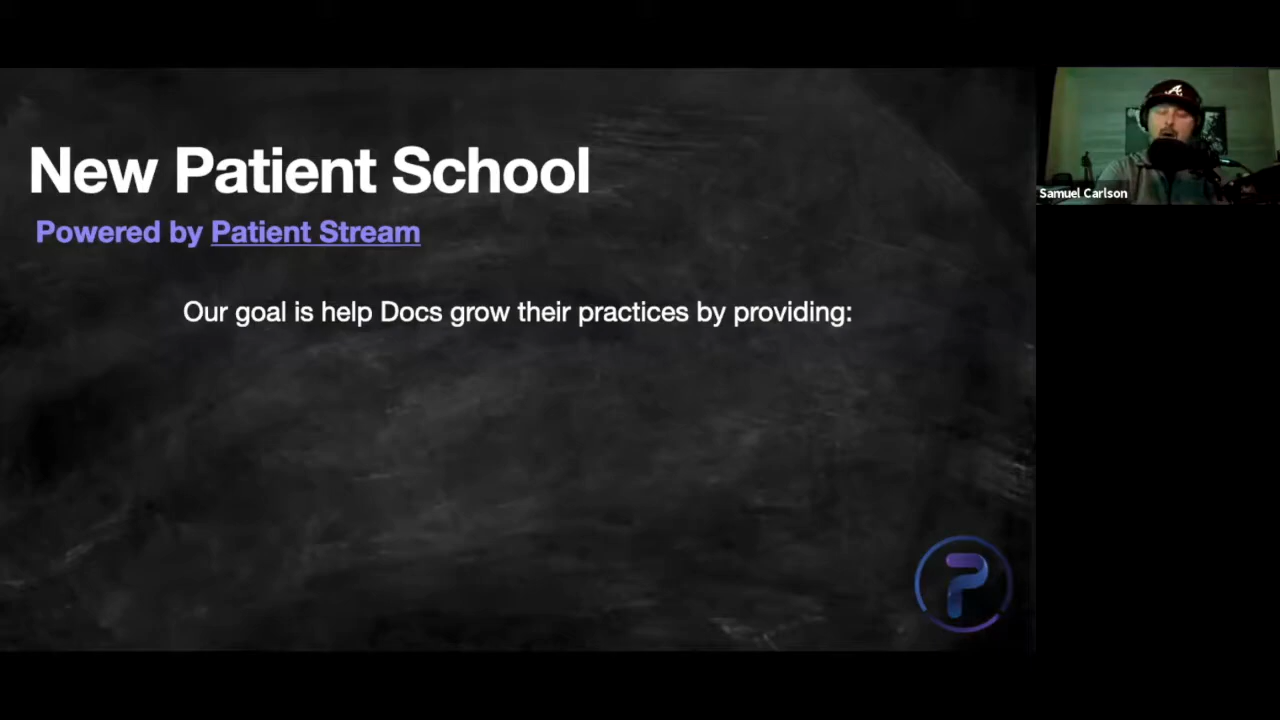 New Patient School
Powered by Patient Stream
Our goal is help Docs grow their practices by providing:
Samuel Carlson
A
P